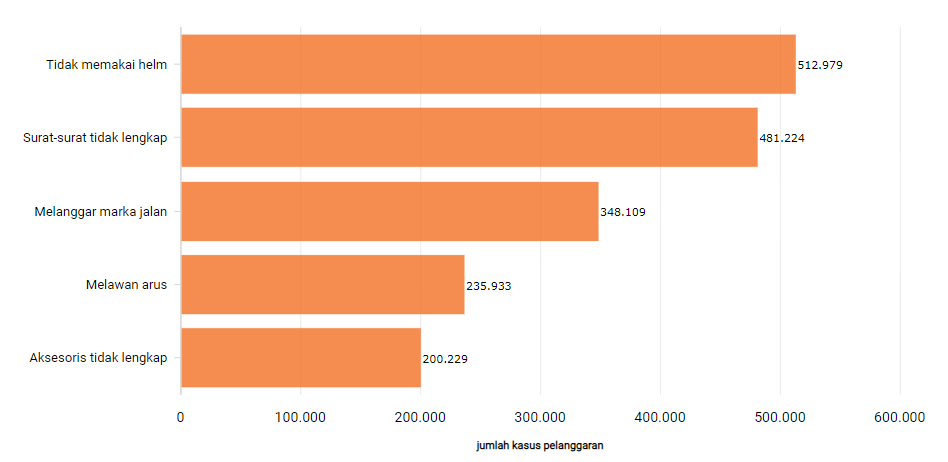 Tidak memakai helm
512.979
Surat-surat tidak lengkap
481.224
Melanggar marka jalan
348.109
Melawan arus
235.933
Aksesoris tidak lengkap
200.229
0 100.000 200.000 300.000 400.000 500.000 600.000
jumlah kasus pelanggaran